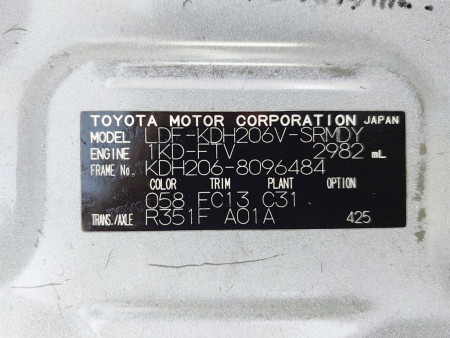 TOYOTA MOTOR CORPORATION JAPAN
MODEL LDF-KDH206V-SRMDY
ENGINE 1KD-FTV 2982 mL
FRAME No. KDH206-8096484
COLOR TRIM PLANT OPTION
058 FC13 C31
TRANS./AXLE R351F A01A 425